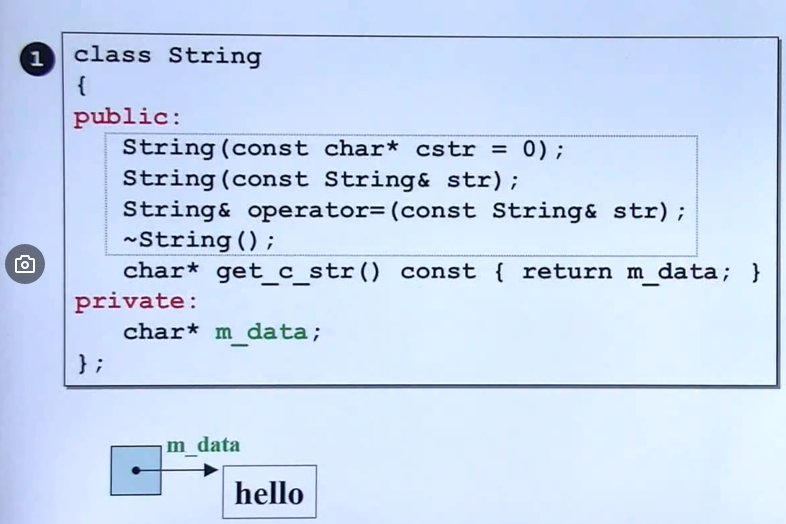 1
class String
{
public:
String(const char* cstr = 0);
String(const String& str);
String& operator=(const String& str);
~String();
char* get_c_str() const { return m_data; }
private:
char* m_data;
};
m_data
hello